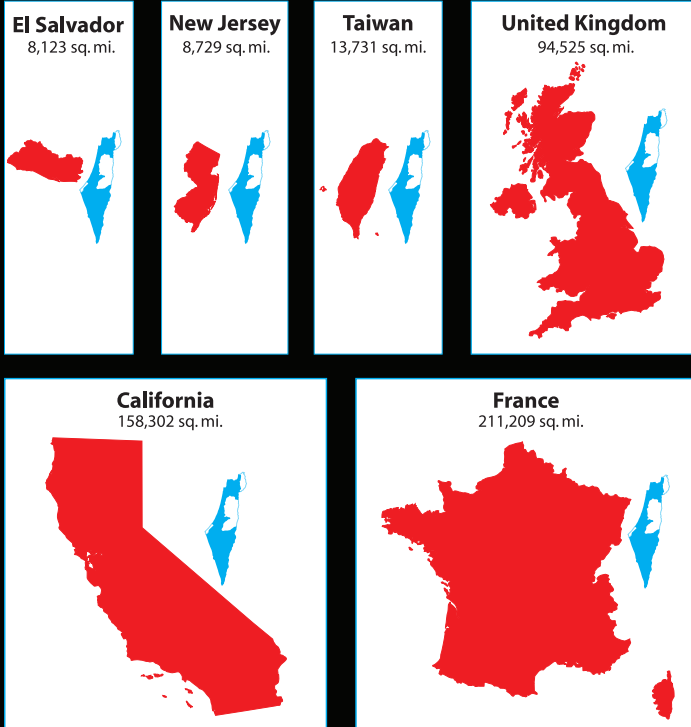 El Salvador
8,123 sq. mi.
New Jersey
8,729 sq. mi.
Taiwan
13,731 sq. mi.
United Kingdom
94,525 sq. mi.
California
158,302 sq. mi.
France
211,209 sq. mi.